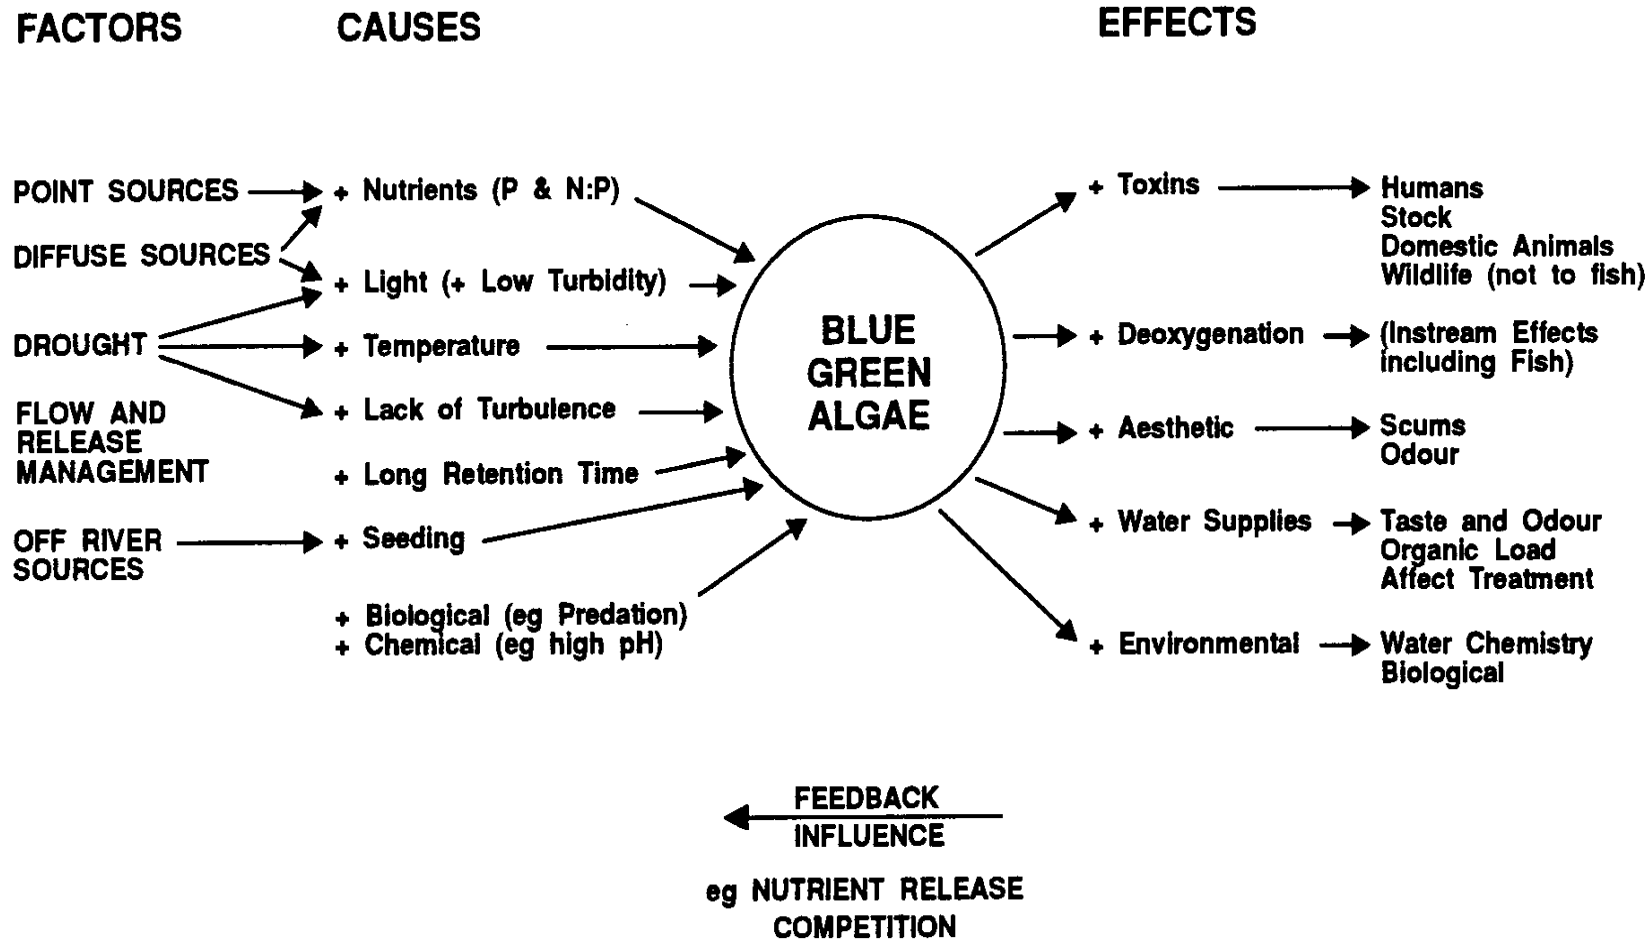 FACTORS
CAUSES
EFFECTS
POINT SOURCES
DIFFUSE SOURCES
DROUGHT
FLOW AND
RELEASE
MANAGEMENT
OFF RIVER
SOURCES
+ Nutrients (P & N:P)
+ Light (+ Low Turbidity)
+ Temperature
+ Lack of Turbulence
+ Long Retention Time
+ Seeding
+ Biological (eg Predation)
+ Chemical (eg high pH)
BLUE
GREEN
ALGAE
+ Toxins
Humans
Stock
Domestic Animals
Wildlife (not to fish)
+ Deoxygenation
(Instream Effects
including Fish)
+ Aesthetic
Scums
Odour
+ Water Supplies
Taste and Odour
Organic Load
Affect Treatment
+ Environmental
Water Chemistry
Biological
FEEDBACK
INFLUENCE
eg NUTRIENT RELEASE
COMPETITION